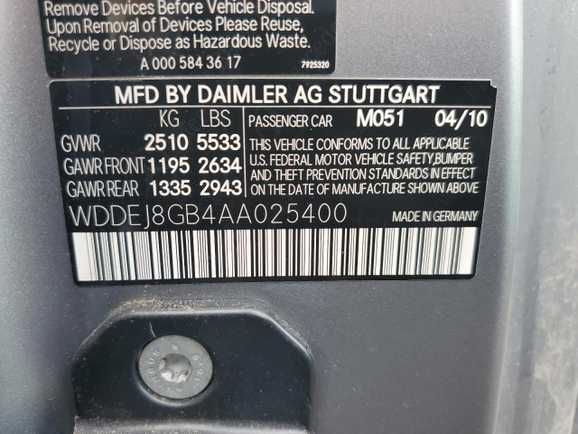 Remove Devices Before Vehicle Disposal.
Upon Removal of Devices Please Reuse,
Recycle or Dispose as Hazardous Waste.
A 000 584 36 17 7925320
MFD BY DAIMLER AG STUTTGART
KG LBS PASSENGER CAR M051 04/10
GVWR 2510 5533
GAWR FRONT 1195 2634
GAWR REAR 1335 2943
THIS VEHICLE CONFORMS TO ALL APPLICABLE
U.S. FEDERAL MOTOR VEHICLE SAFETY, BUMPER
AND THEFT PREVENTION STANDARDS IN EFFECT
ON THE DATE OF MANUFACTURE SHOWN ABOVE.
WDDEJ8GB4AA025400 MADE IN GERMANY